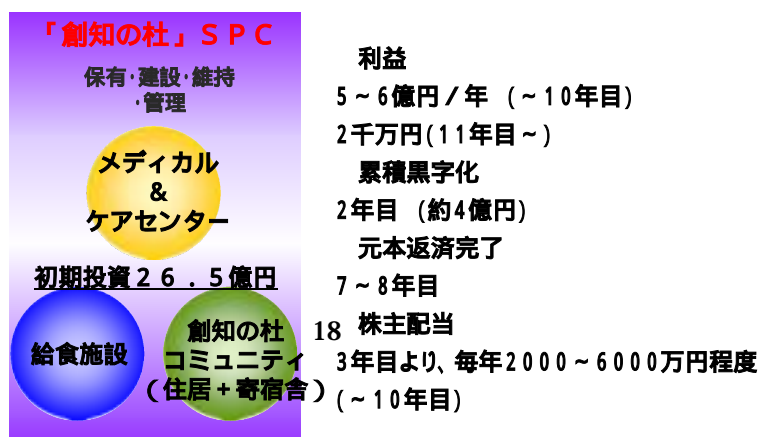 「創知の杜」ＳＰＣ
保有･建設･維持
･管理
メディカル
＆
ケアセンター
初期投資２６．５億円
給食施設
創知の杜
コミュニティ
（住居＋寄宿舎）
18
利益
5～6億円／年 (～10年目)
2千万円(11年目～)
累積黒字化
2年目 (約4億円)
元本返済完了
7～8年目
株主配当
3年目より、毎年2000～6000万円程度
(～10年目)